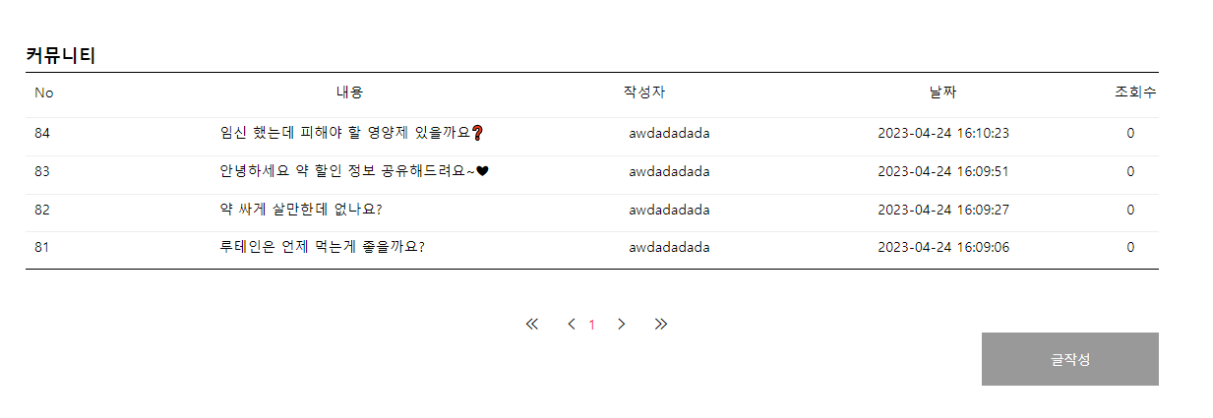 커뮤니티
No 내용 작성자 날짜 조회수
84 임신 했는데 피해야 할 영양제 있을까요❓ awdadadada 2023-04-24 16:10:23 0
83 안녕하세요 약 할인 정보 공유해드려요~♥ awdadadada 2023-04-24 16:09:51 0
82 약 싸게 살만한데 없나요? awdadadada 2023-04-24 16:09:27 0
81 루테인은 언제 먹는게 좋을까요? awdadadada 2023-04-24 16:09:06 0
≪ < 1 > ≫
글작성